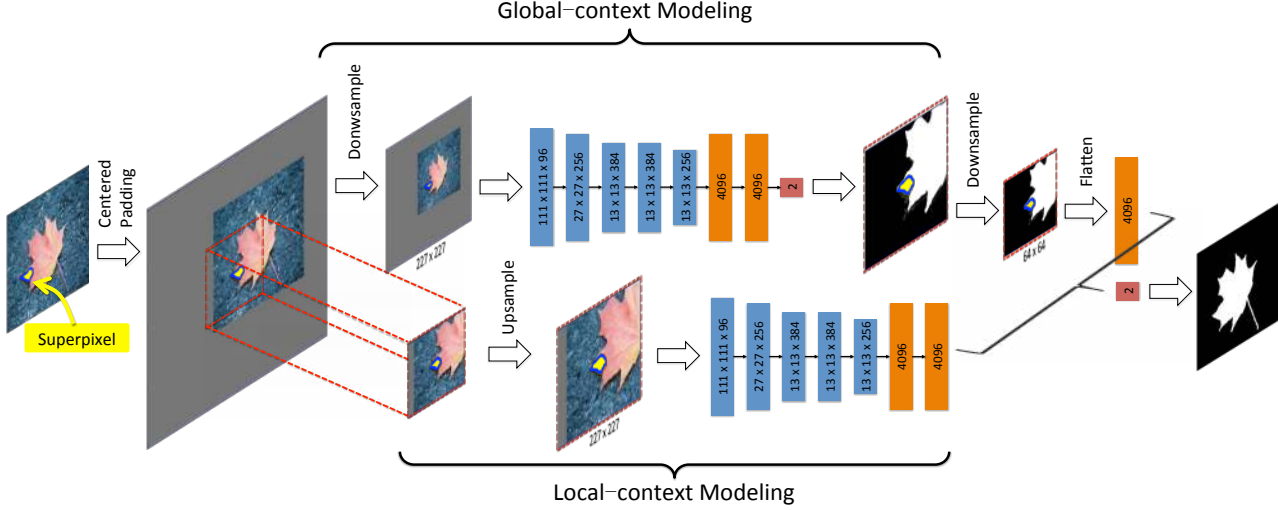 Global-context Modeling
Centered
Padding
Superpixel
Donwsample
227 x 227
111 x 111 x 96
27 x 27 x 256
13 x 13 x 384
13 x 13 x 384
13 x 13 x 256
4096
4096
2
Downsample
64 x 64
Flatten
4096
2
Upsample
227 x 227
111 x 111 x 96
27 x 27 x 256
13 x 13 x 384
13 x 13 x 384
13 x 13 x 256
4096
4096
Local-context Modeling